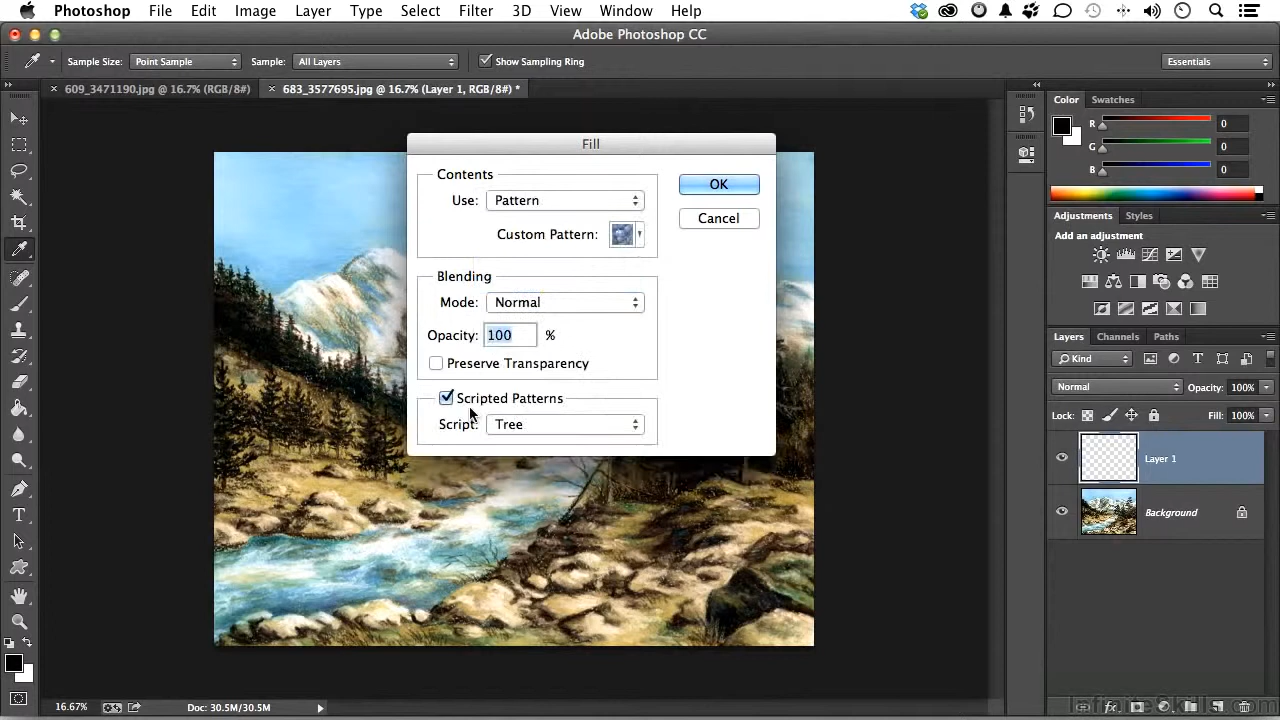 Photoshop File Edit Image Layer Type Select Filter 3D View Window Help
Adobe Photoshop CC
Sample Size: Point Sample Sample: All Layers Show Sampling Ring Essentials
609_3471190.jpg @ 16.7% (RGB/8#) 683_3577695.jpg @ 16.7% (Layer 1, RGB/8#) *
Color Swatches
R 0
G 0
B 0
Adjustments Styles
Add an adjustment
Layers Channels Paths
Kind
Normal Opacity: 100%
Lock: Fill: 100%
Layer 1
Background
Fill
Contents
Use: Pattern
Custom Pattern:
OK
Cancel
Blending
Mode: Normal
Opacity: 100 %
Preserve Transparency
Scripted Patterns
Script: Tree
16.67% Doc: 30.5M/30.5M
InfiniteSkills.com